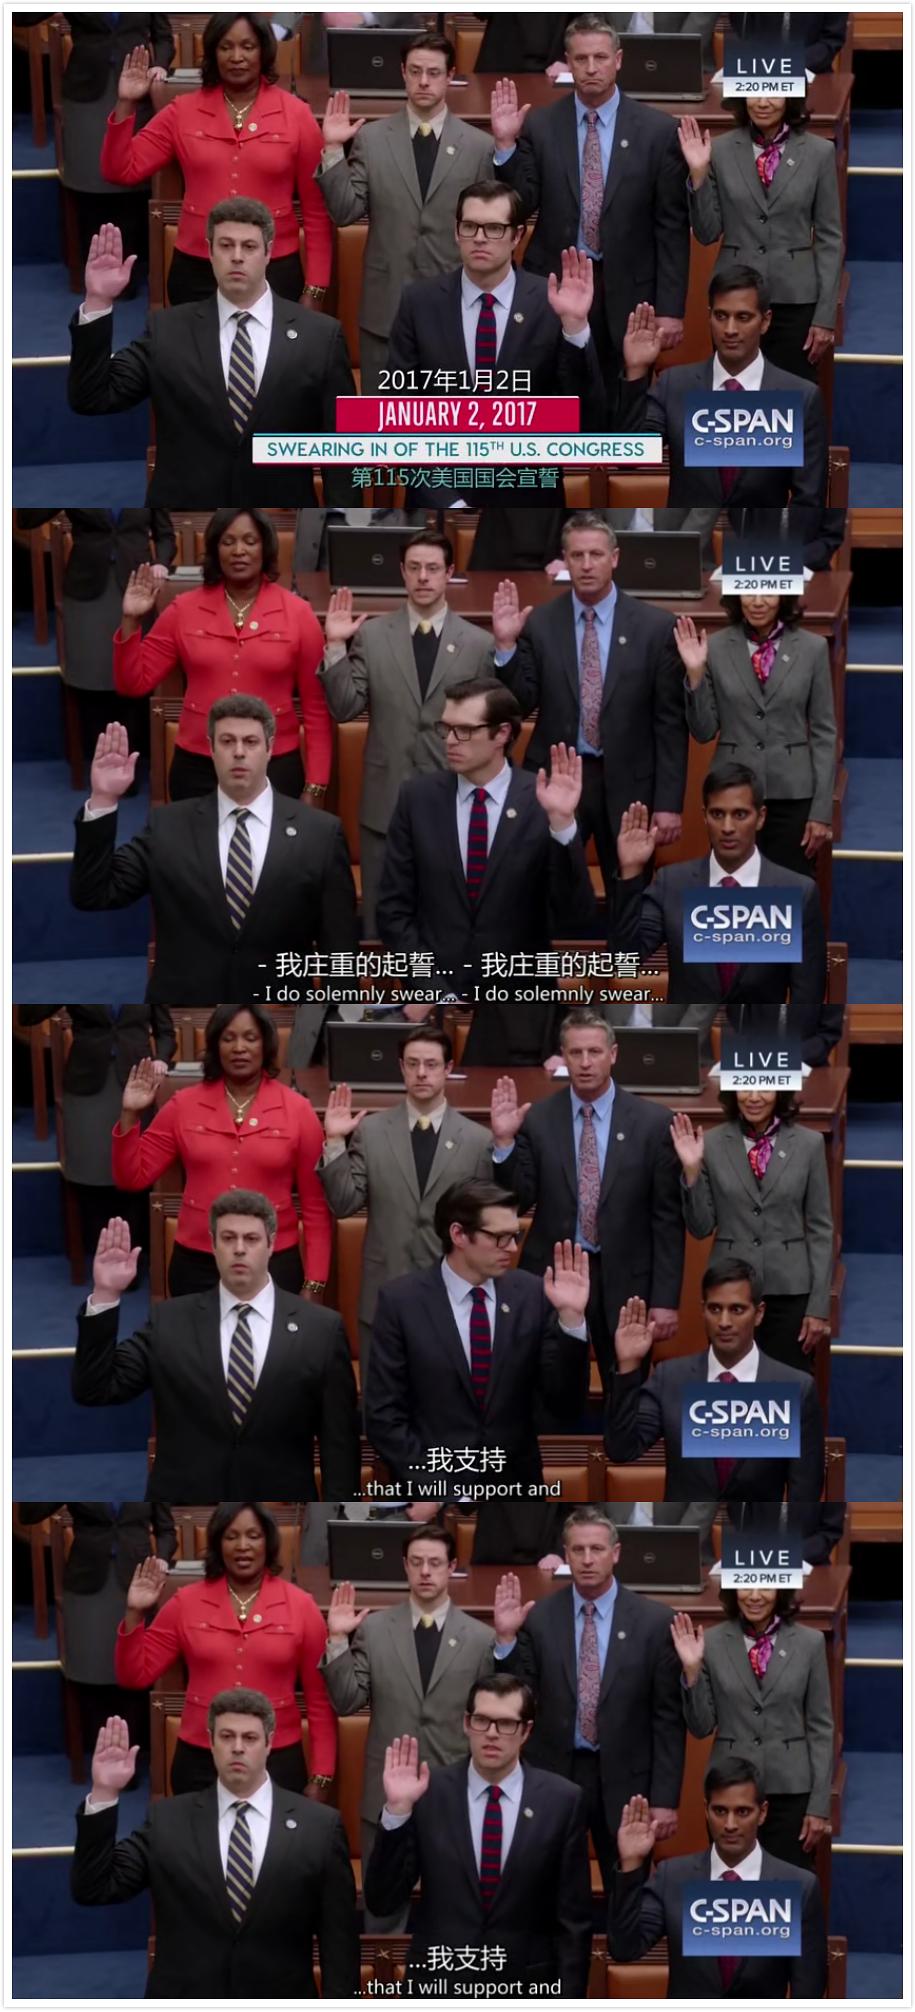 LIVE
2:20 PM ET
2017年1月2日
JANUARY 2, 2017
C-SPAN
c-span.org
SWEARING IN OF THE 115TH U.S. CONGRESS
第115次美国国会宣誓
LIVE
2:20 PM ET
C-SPAN
c-span.org
- 我庄重的起誓... - 我庄重的起誓...
- I do solemnly swear... - I do solemnly swear...
LIVE
2:20 PM ET
C-SPAN
c-span.org
...我支持
...that I will support and
LIVE
2:20 PM ET
C-SPAN
c-span.org
...我支持
...that I will support and